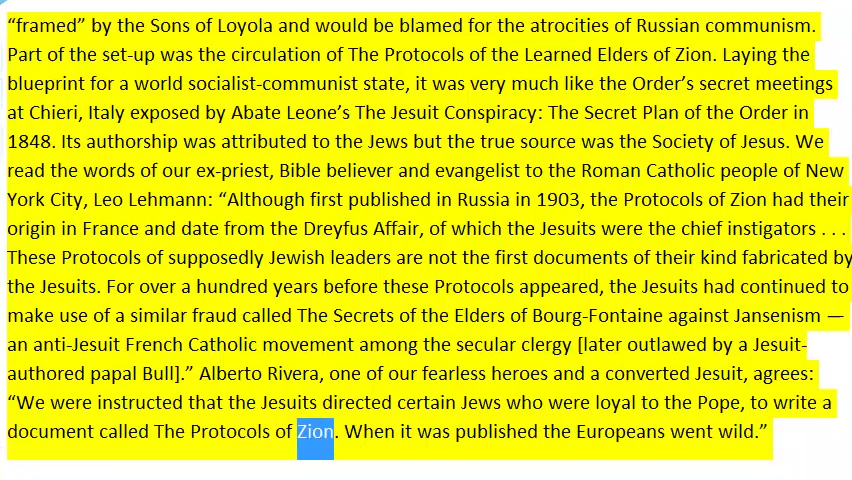 “framed” by the Sons of Loyola and would be blamed for the atrocities of Russian communism.
Part of the set-up was the circulation of The Protocols of the Learned Elders of Zion. Laying the
blueprint for a world socialist-communist state, it was very much like the Order’s secret meetings
at Chieri, Italy exposed by Abate Leone’s The Jesuit Conspiracy: The Secret Plan of the Order in
1848. Its authorship was attributed to the Jews but the true source was the Society of Jesus. We
read the words of our ex-priest, Bible believer and evangelist to the Roman Catholic people of New
York City, Leo Lehmann: “Although first published in Russia in 1903, the Protocols of Zion had their
origin in France and date from the Dreyfus Affair, of which the Jesuits were the chief instigators . . .
These Protocols of supposedly Jewish leaders are not the first documents of their kind fabricated by
the Jesuits. For over a hundred years before these Protocols appeared, the Jesuits had continued to
make use of a similar fraud called The Secrets of the Elders of Bourg-Fontaine against Jansenism —
an anti-Jesuit French Catholic movement among the secular clergy [later outlawed by a Jesuit-
authored papal Bull].” Alberto Rivera, one of our fearless heroes and a converted Jesuit, agrees:
“We were instructed that the Jesuits directed certain Jews who were loyal to the Pope, to write a
document called The Protocols of Zion. When it was published the Europeans went wild.”